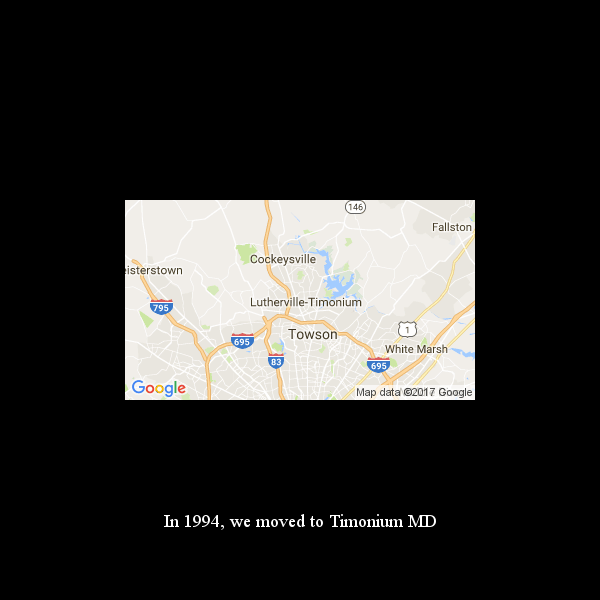 146
Fallston
Cockeysville
eisterstown
Lutherville-Timonium
795
1
Towson
695
White Marsh
83
695
Google
Map data ©2017 Google
In 1994, we moved to Timonium MD